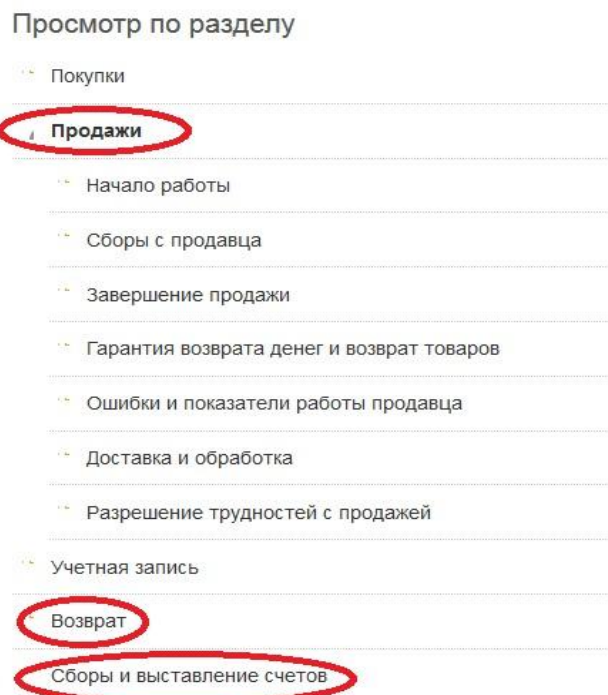 Просмотр по разделу
Покупки
Продажи
Начало работы
Сборы с продавца
Завершение продажи
Гарантия возврата денег и возврат товаров
Ошибки и показатели работы продавца
Доставка и обработка
Разрешение трудностей с продажей
Учетная запись
Возврат
Сборы и выставление счетов